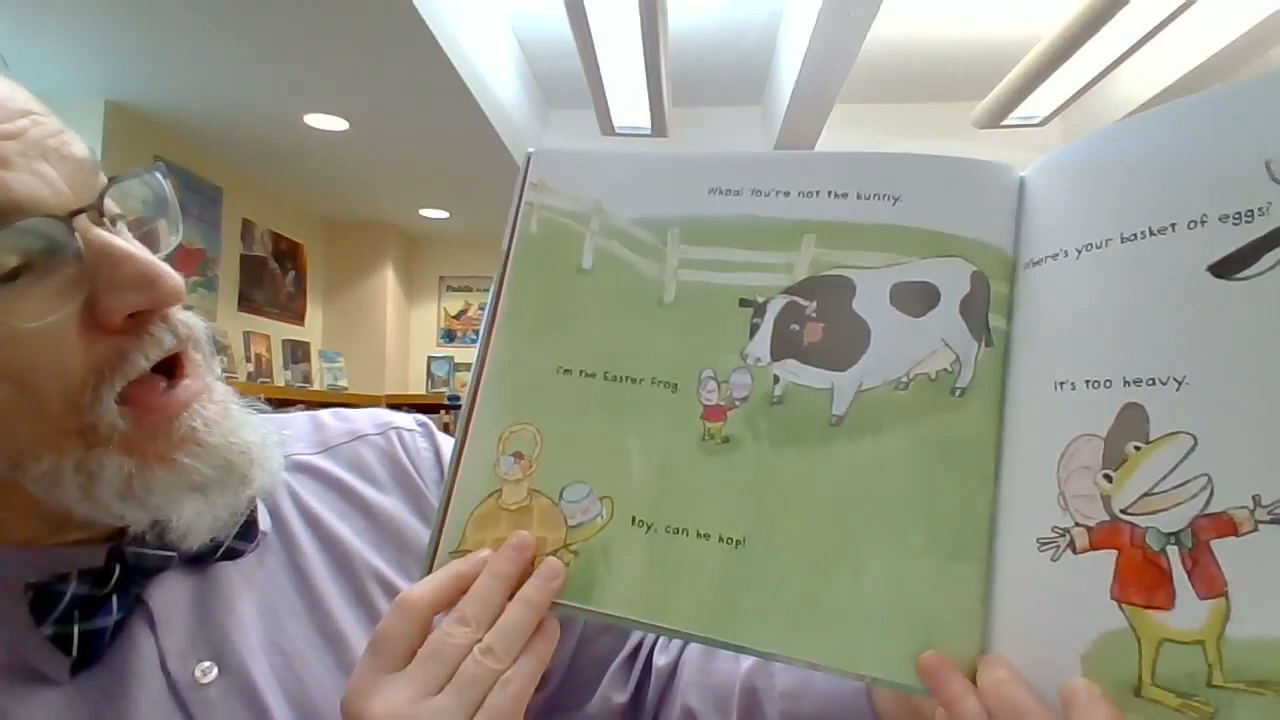 Whoa! You're not the bunny.
I'm the Easter Frog.
Boy, can he hop!
Where's your basket of eggs?
It's too heavy.